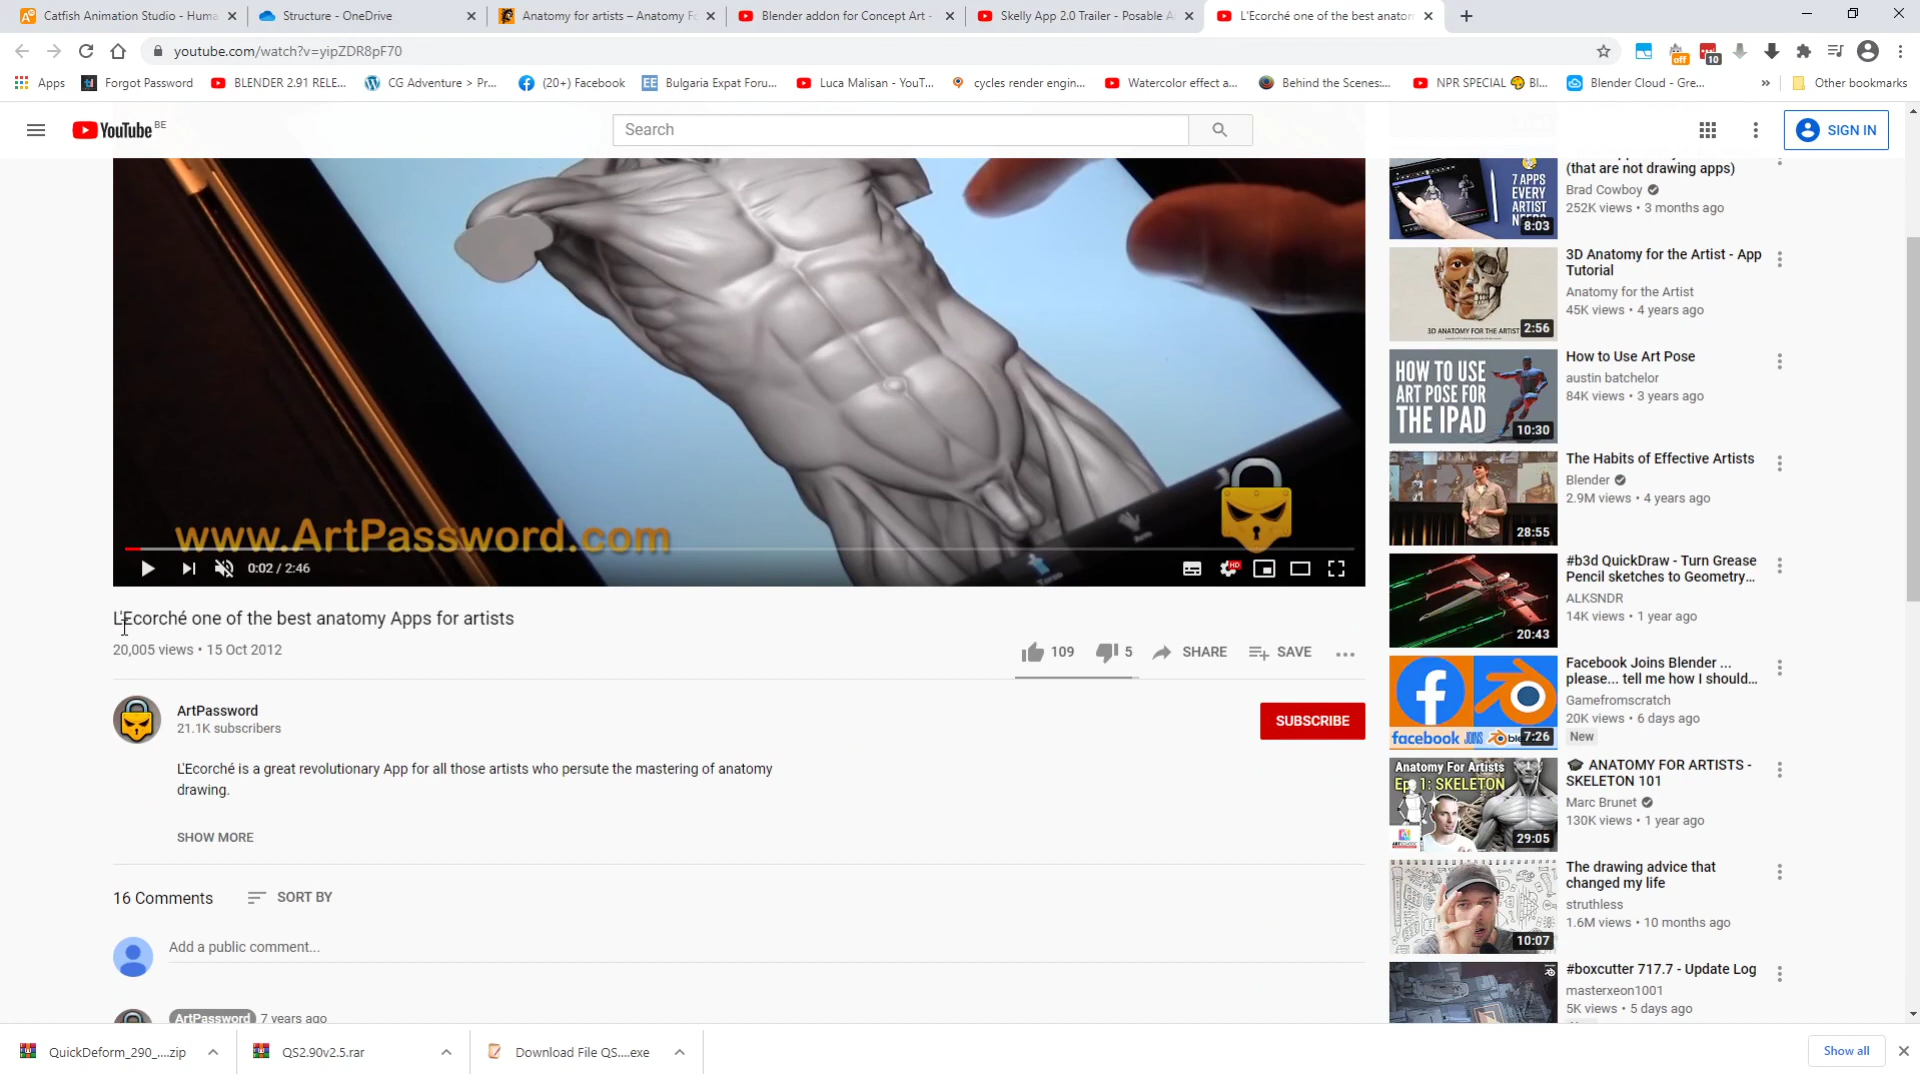 Catfish Animation Studio - Huma
Structure - OneDrive
Anatomy for artists – Anatomy Fo
Blender addon for Concept Art -
Skelly App 2.0 Trailer - Posable A
L'Ecorché one of the best anatom
youtube.com/watch?v=yipZDR8pF70
off
10
Apps
Forgot Password
BLENDER 2.91 RELE...
CG Adventure > Pr...
(20+) Facebook
EE
Bulgaria Expat Foru...
Luca Malisan - YouT...
cycles render engin...
Watercolor effect a...
Behind the Scenes:...
NPR SPECIAL Bl...
Blender Cloud - Gre...
»
Other bookmarks
YouTube BE
Search
SIGN IN
www.ArtPassword.com
0:02 / 2:46
HD
L'Ecorché one of the best anatomy Apps for artists
20,005 views • 15 Oct 2012
109
5
SHARE
SAVE
ArtPassword
21.1K subscribers
SUBSCRIBE
L'Ecorché is a great revolutionary App for all those artists who persute the mastering of anatomy
drawing.
SHOW MORE
16 Comments
SORT BY
Add a public comment...
ArtPassword 7 years ago
7 APPS
EVERY
ARTIST
8:03
(that are not drawing apps)
Brad Cowboy
252K views • 3 months ago
3D ANATOMY FOR THE ARTIST
2:56
3D Anatomy for the Artist - App
Tutorial
Anatomy for the Artist
45K views • 4 years ago
HOW TO USE
ART POSE FOR
THE IPAD
10:30
How to Use Art Pose
austin batchelor
84K views • 3 years ago
28:55
The Habits of Effective Artists
Blender
2.9M views • 4 years ago
20:43
#b3d QuickDraw - Turn Grease
Pencil sketches to Geometry...
ALKSNDR
14K views • 1 year ago
facebook JOINS
7:26
Facebook Joins Blender ...
please... tell me how I should...
Gamefromscratch
20K views • 6 days ago
New
Anatomy For Artists
Ep 1: SKELETON
29:05
ANATOMY FOR ARTISTS -
SKELETON 101
Marc Brunet
130K views • 1 year ago
10:07
The drawing advice that
changed my life
struthless
1.6M views • 10 months ago
#boxcutter 717.7 - Update Log
masterxeon1001
5K views • 5 days ago
QuickDeform_290_....zip
QS2.90v2.5.rar
Download File QS....exe
Show all